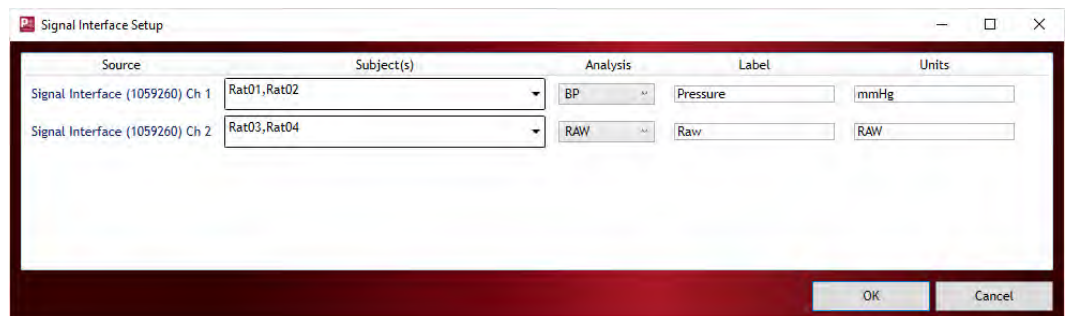 Signal Interface Setup
Source Subject(s) Analysis Label Units
Signal Interface (1059260) Ch 1 Rat01,Rat02 BP Pressure mmHg
Signal Interface (1059260) Ch 2 Rat03,Rat04 RAW Raw RAW
OK Cancel